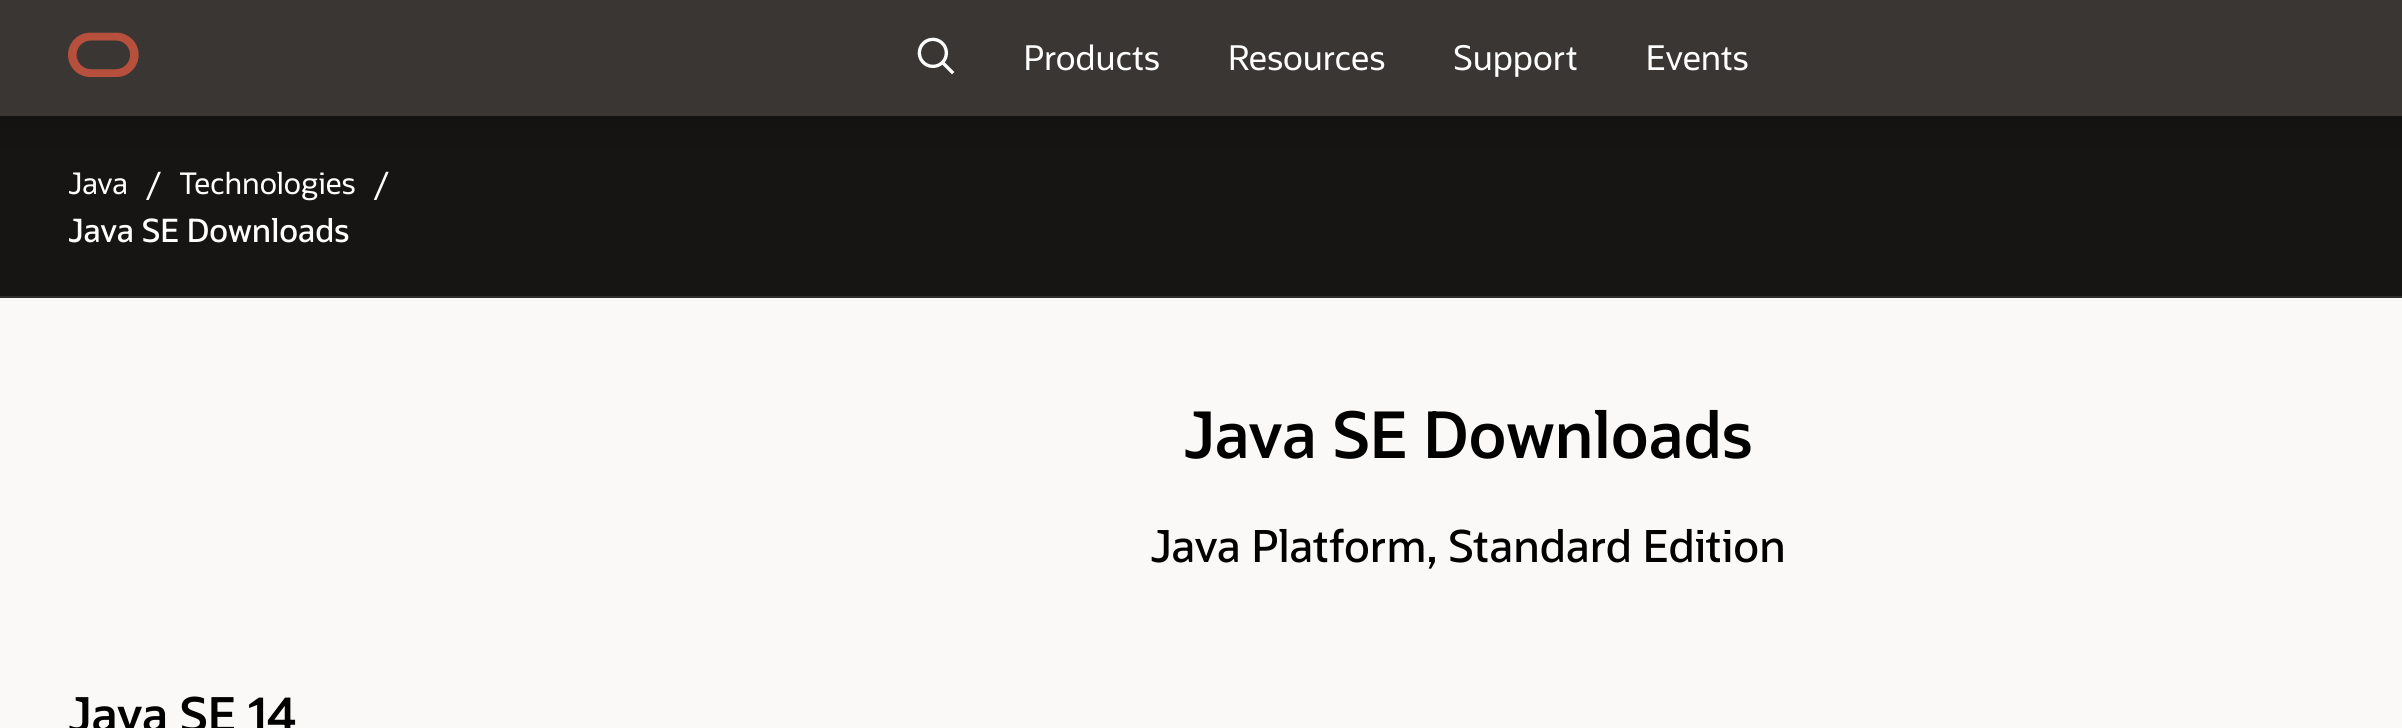 Products Resources Support Events
Java / Technologies /
Java SE Downloads
Java SE Downloads
Java Platform, Standard Edition
Java SE 14